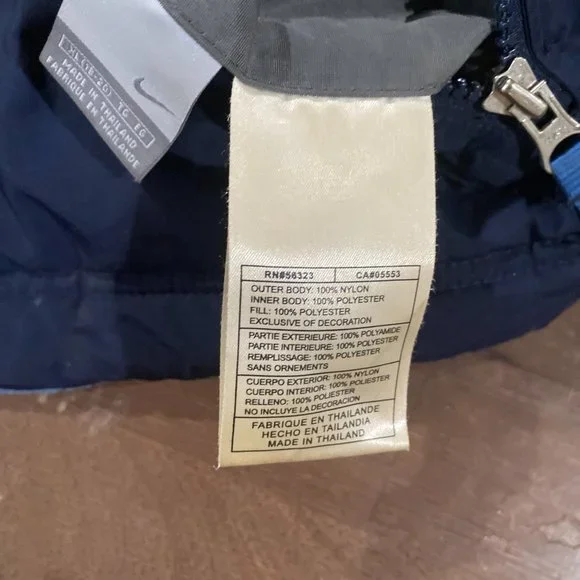 XL(18-20) TG EG
MADE IN THAILAND
FABRIQUE EN
THAILANDE
RN#56323 CA#05553
OUTER BODY: 100% NYLON
INNER BODY: 100% POLYESTER
FILL: 100% POLYESTER
EXCLUSIVE OF DECORATION
PARTIE EXTERIEURE: 100% POLYAMIDE
PARTIE INTERIEURE: 100% POLYESTER
REMPLISSAGE: 100% POLYESTER
SANS ORNEMENTS
CUERPO EXTERIOR: 100% NYLON
CUERPO INTERIOR: 100% POLIESTER
RELLENO: 100% POLIESTER
NO INCLUYE LA DECORACION
FABRIQUE EN THAILANDE
HECHO EN TAILANDIA
MADE IN THAILAND